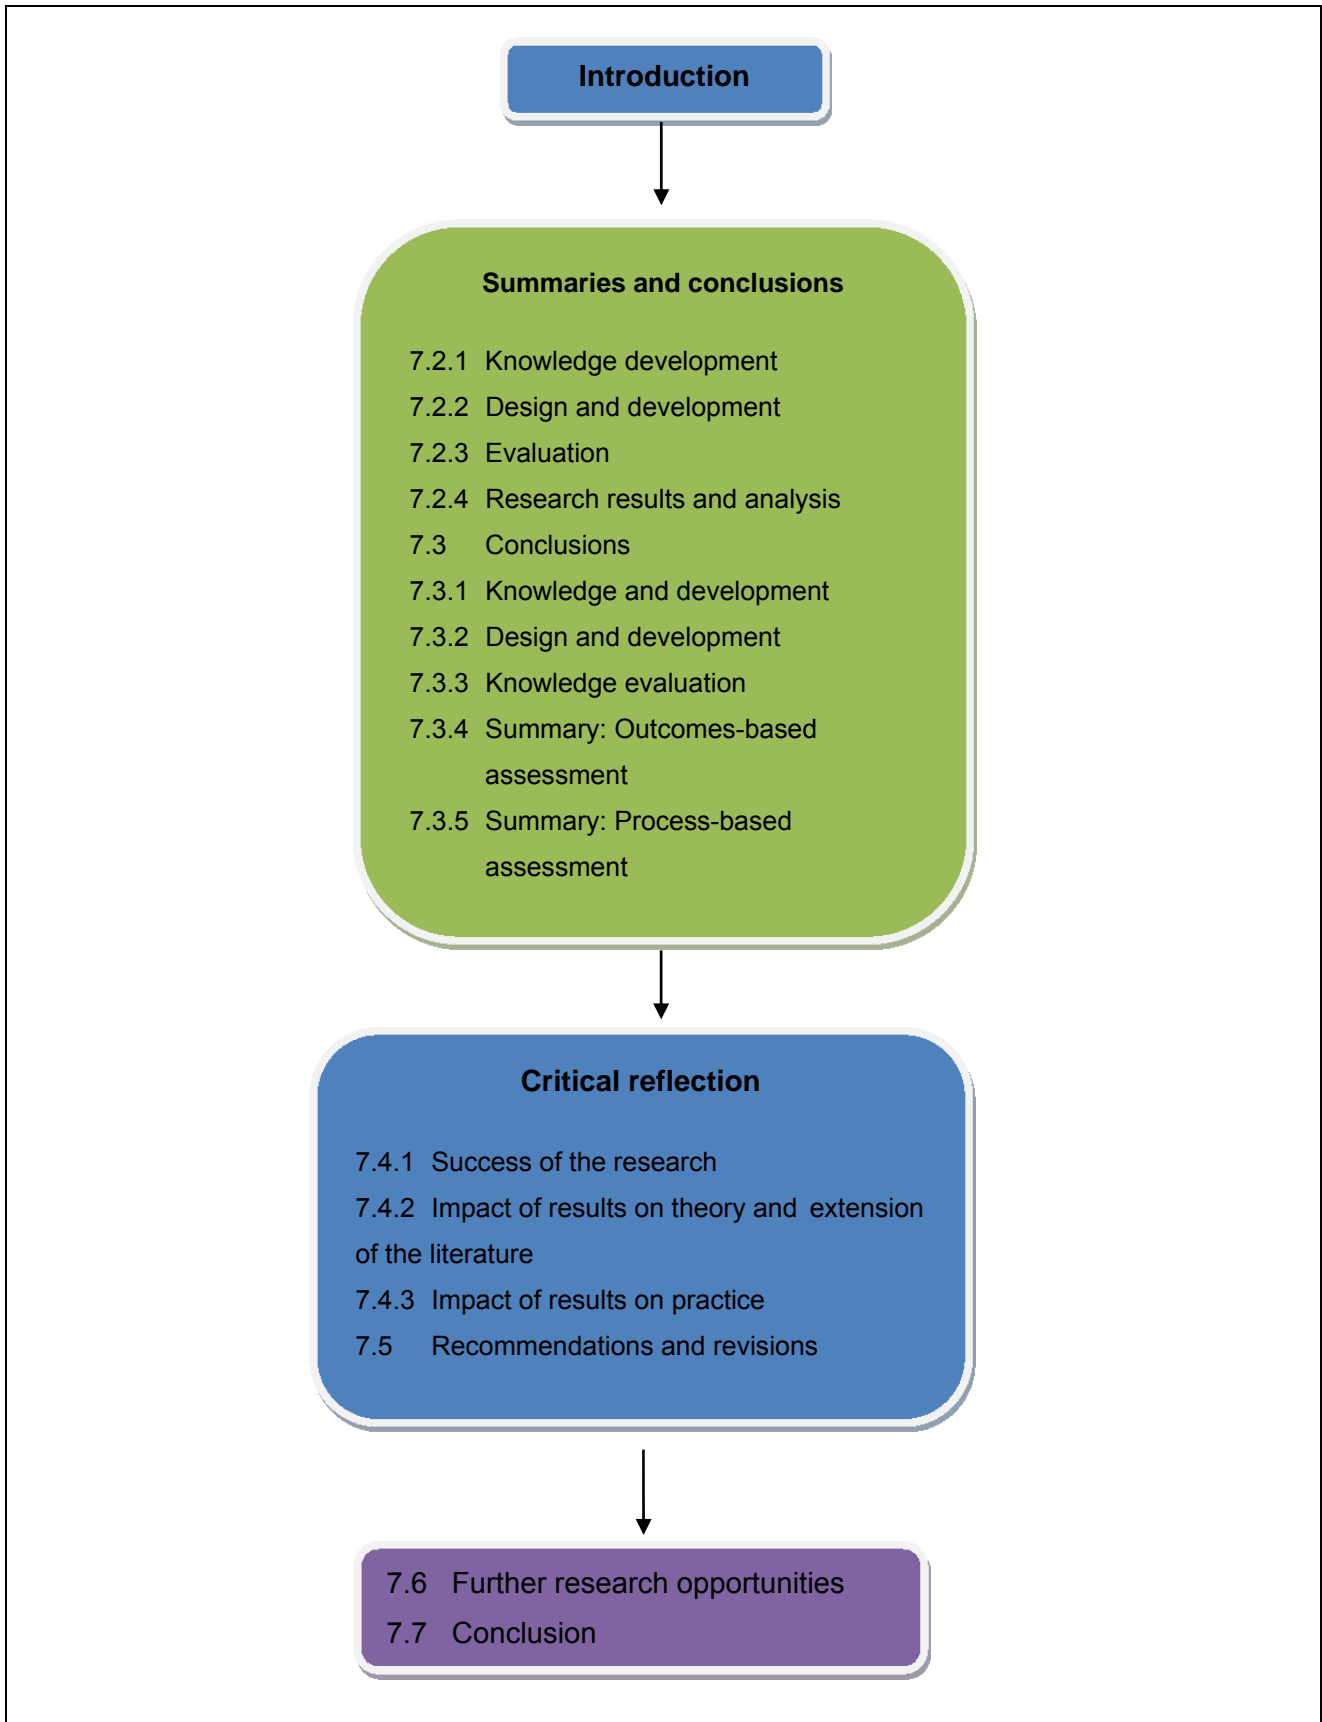 Introduction
Summaries and conclusions
7.2.1 Knowledge development
7.2.2 Design and development
7.2.3 Evaluation
7.2.4 Research results and analysis
7.3 Conclusions
7.3.1 Knowledge and development
7.3.2 Design and development
7.3.3 Knowledge evaluation
7.3.4 Summary: Outcomes-based
assessment
7.3.5 Summary: Process-based
assessment
Critical reflection
7.4.1 Success of the research
7.4.2 Impact of results on theory and extension
of the literature
7.4.3 Impact of results on practice
7.5 Recommendations and revisions
7.6 Further research opportunities
7.7 Conclusion